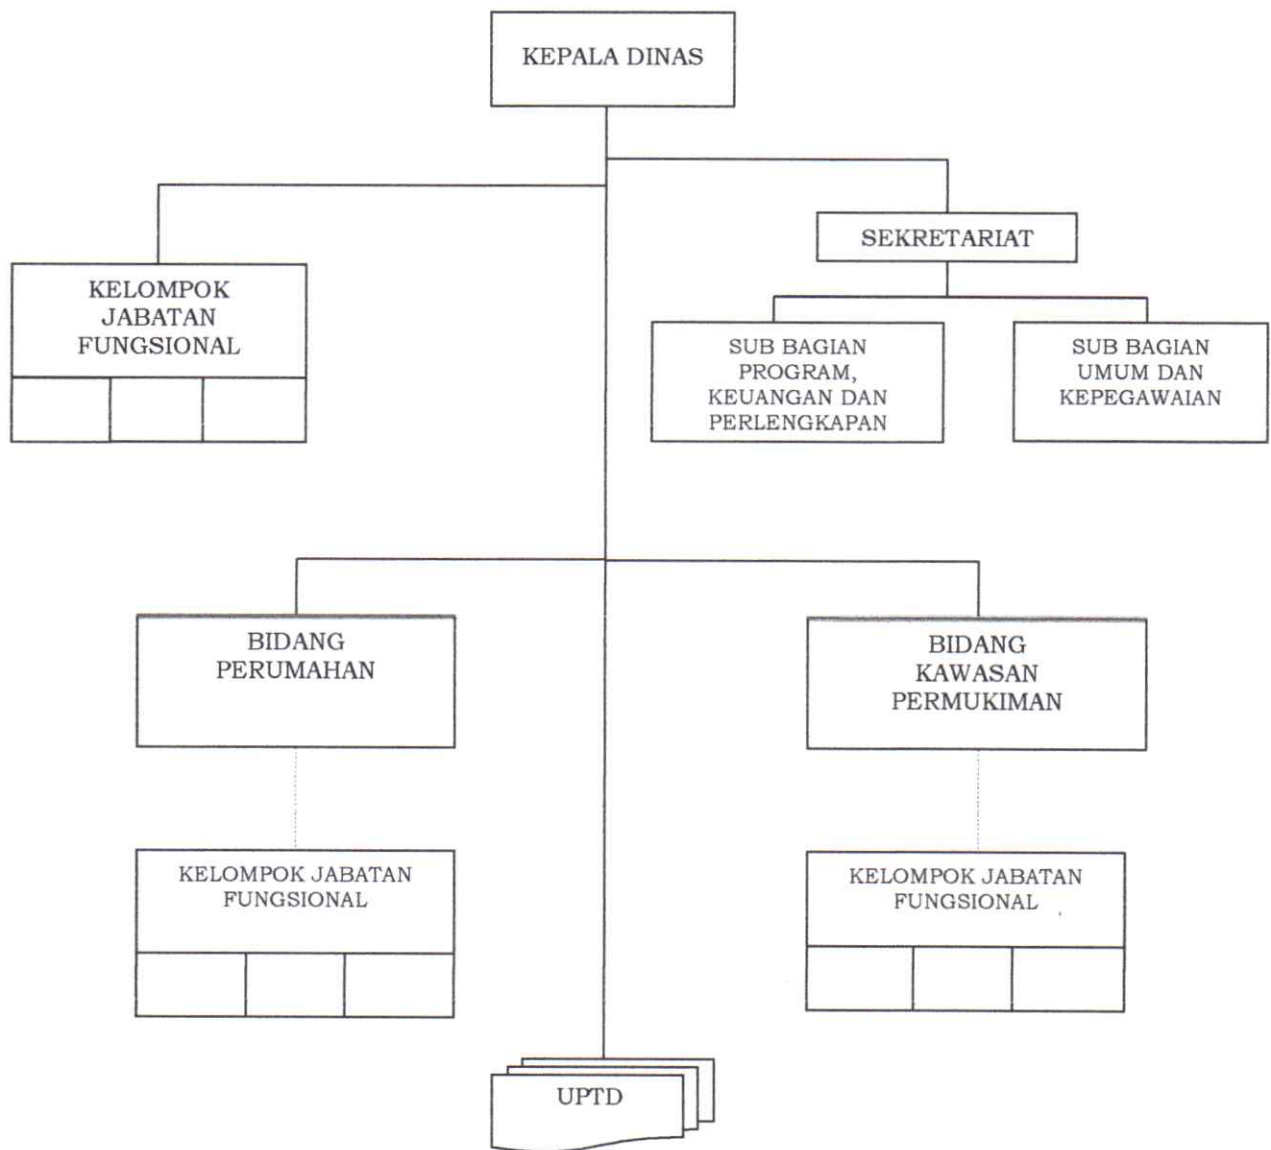 KEPALA DINAS
SEKRETARIAT
KELOMPOK
JABATAN
FUNGSIONAL
SUB BAGIAN
PROGRAM,
KEUANGAN DAN
PERLENGKAPAN
SUB BAGIAN
UMUM DAN
KEPEGAWAIAN
BIDANG
PERUMAHAN
BIDANG
KAWASAN
PERMUKIMAN
KELOMPOK JABATAN
FUNGSIONAL
KELOMPOK JABATAN
FUNGSIONAL
UPTD